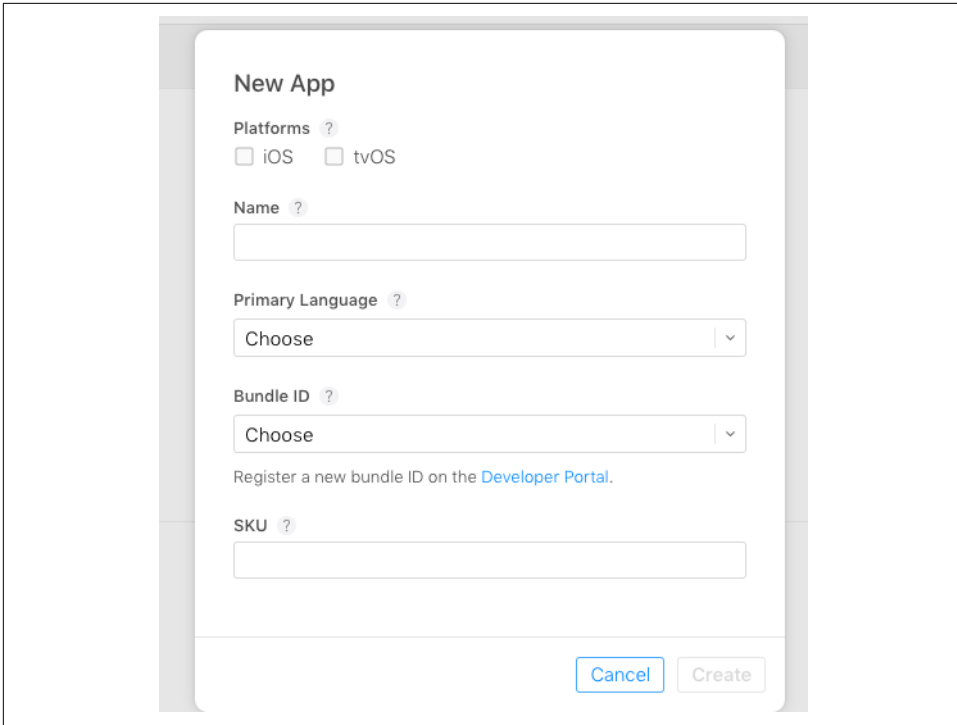 New App
Platforms ?
iOS tvOS
Name ?
Primary Language ?
Choose
Bundle ID ?
Choose
Register a new bundle ID on the Developer Portal.
SKU ?
Cancel Create